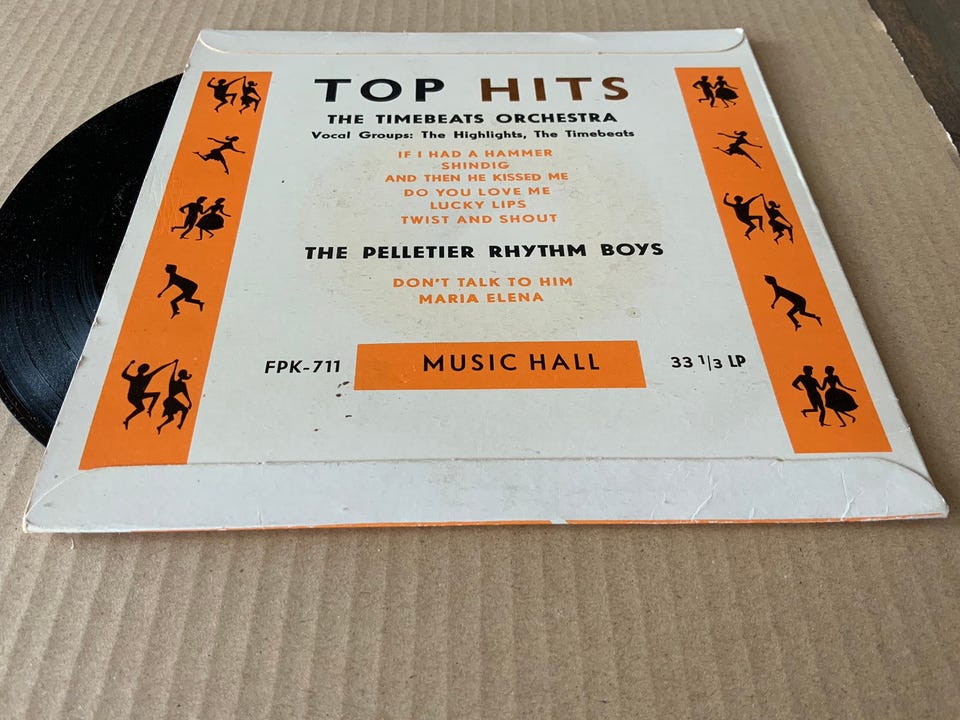 TOP HITS
THE TIMEBEATS ORCHESTRA
Vocal Groups: The Highlights, The Timebeats
IF I HAD A HAMMER
SHINDIG
AND THEN HE KISSED ME
DO YOU LOVE ME
LUCKY LIPS
TWIST AND SHOUT
THE PELLETIER RHYTHM BOYS
DON'T TALK TO HIM
MARIA ELENA
FPK-711 MUSIC HALL 33 1/3 LP